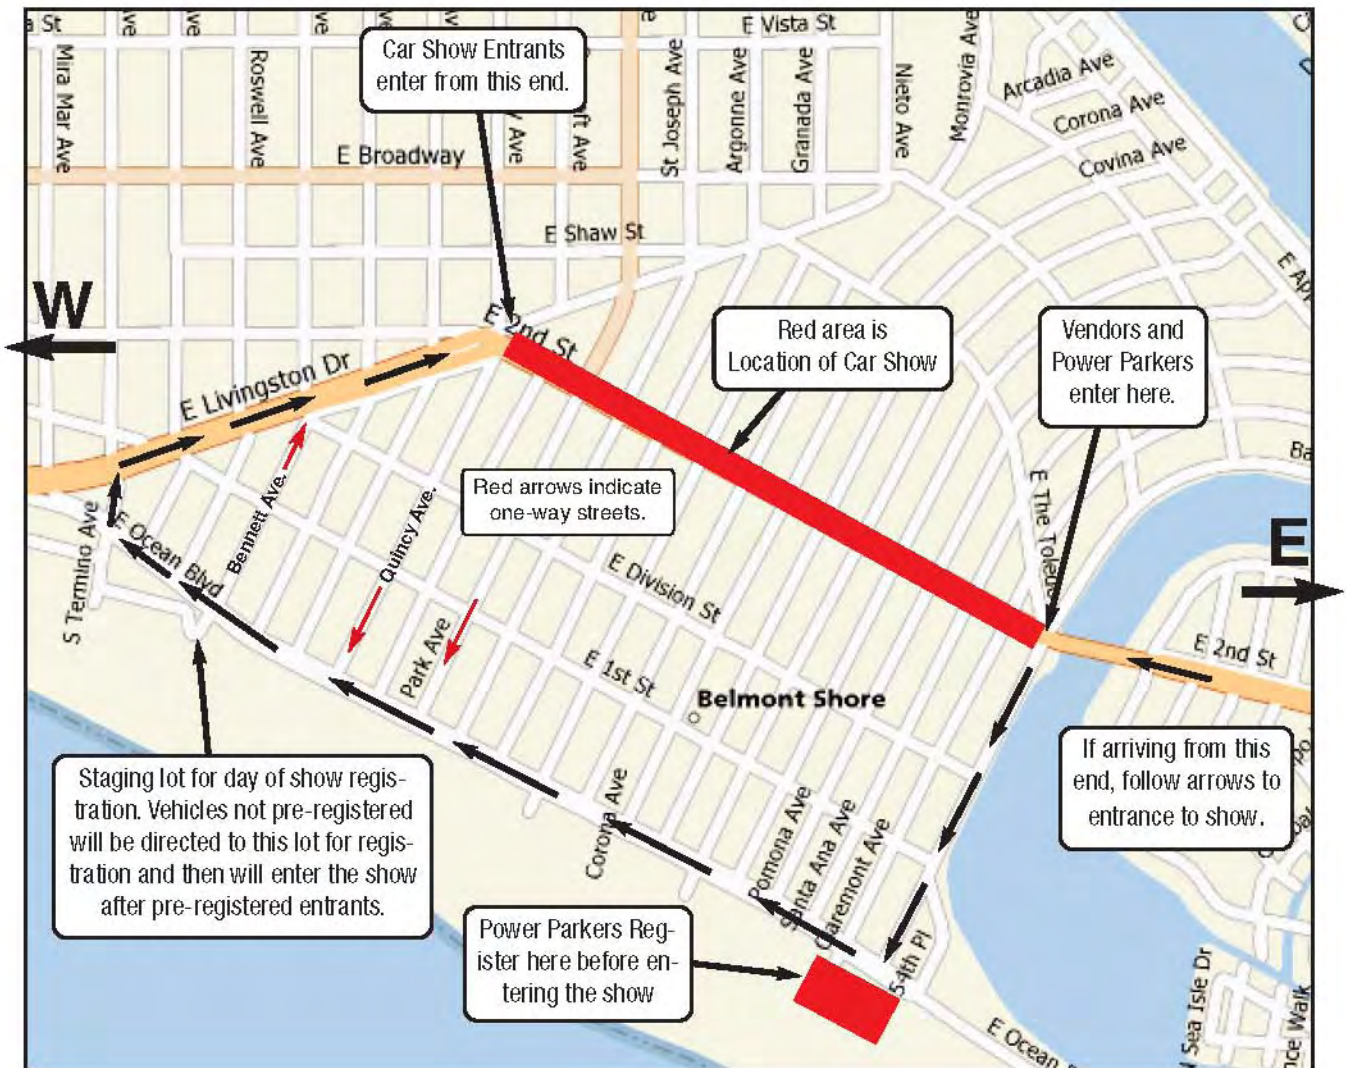 E Vista St
Car Show Entrants
enter from this end.
Mira Mar Ave
Roswell Ave
St Joseph Ave
Argonne Ave
Granada Ave
Nieto Ave
Monrovia Ave
Arcadia Ave
Corona Ave
Covina Ave
E Broadway
E Shaw St
W
E 2nd St
E Livingston Dr
Red area is
Location of Car Show
Vendors and
Power Parkers
enter here.
Red arrows indicate
one-way streets.
Bennett Ave.
Quincy Ave.
S Termino Ave
E Ocean Blvd
Park Ave
E Division St
E 1st St
E The Toledo
E
E 2nd St
Belmont Shore
If arriving from this
end, follow arrows to
entrance to show.
Staging lot for day of show regis-
tration. Vehicles not pre-registered
will be directed to this lot for regis-
tration and then will enter the show
after pre-registered entrants.
Corona Ave
Pomona Ave
Santa Ana Ave
Claremont Ave
54th Pl
Power Parkers Reg-
ister here before en-
tering the show
E Ocean
Sea Isle Dr
Walk